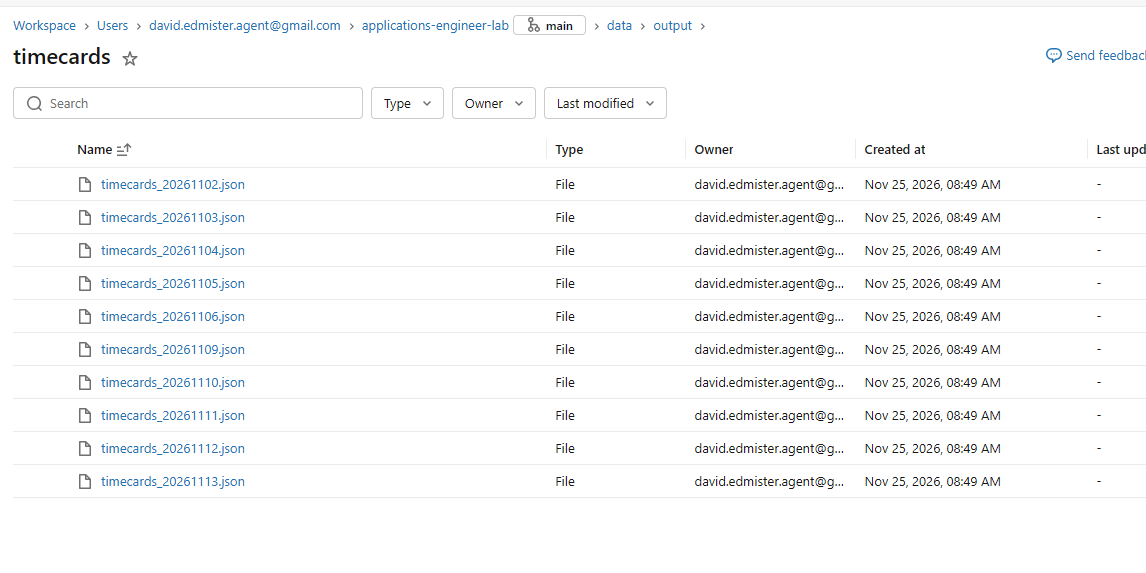 Workspace > Users > david.edmister.agent@gmail.com > applications-engineer-lab main > data > output >
timecards
Send feedbac
Search Type Owner Last modified
Name Type Owner Created at Last upd
timecards_20261102.json File david.edmister.agent@g... Nov 25, 2026, 08:49 AM -
timecards_20261103.json File david.edmister.agent@g... Nov 25, 2026, 08:49 AM -
timecards_20261104.json File david.edmister.agent@g... Nov 25, 2026, 08:49 AM -
timecards_20261105.json File david.edmister.agent@g... Nov 25, 2026, 08:49 AM -
timecards_20261106.json File david.edmister.agent@g... Nov 25, 2026, 08:49 AM -
timecards_20261109.json File david.edmister.agent@g... Nov 25, 2026, 08:49 AM -
timecards_20261110.json File david.edmister.agent@g... Nov 25, 2026, 08:49 AM -
timecards_20261111.json File david.edmister.agent@g... Nov 25, 2026, 08:49 AM -
timecards_20261112.json File david.edmister.agent@g... Nov 25, 2026, 08:49 AM -
timecards_20261113.json File david.edmister.agent@g... Nov 25, 2026, 08:49 AM -